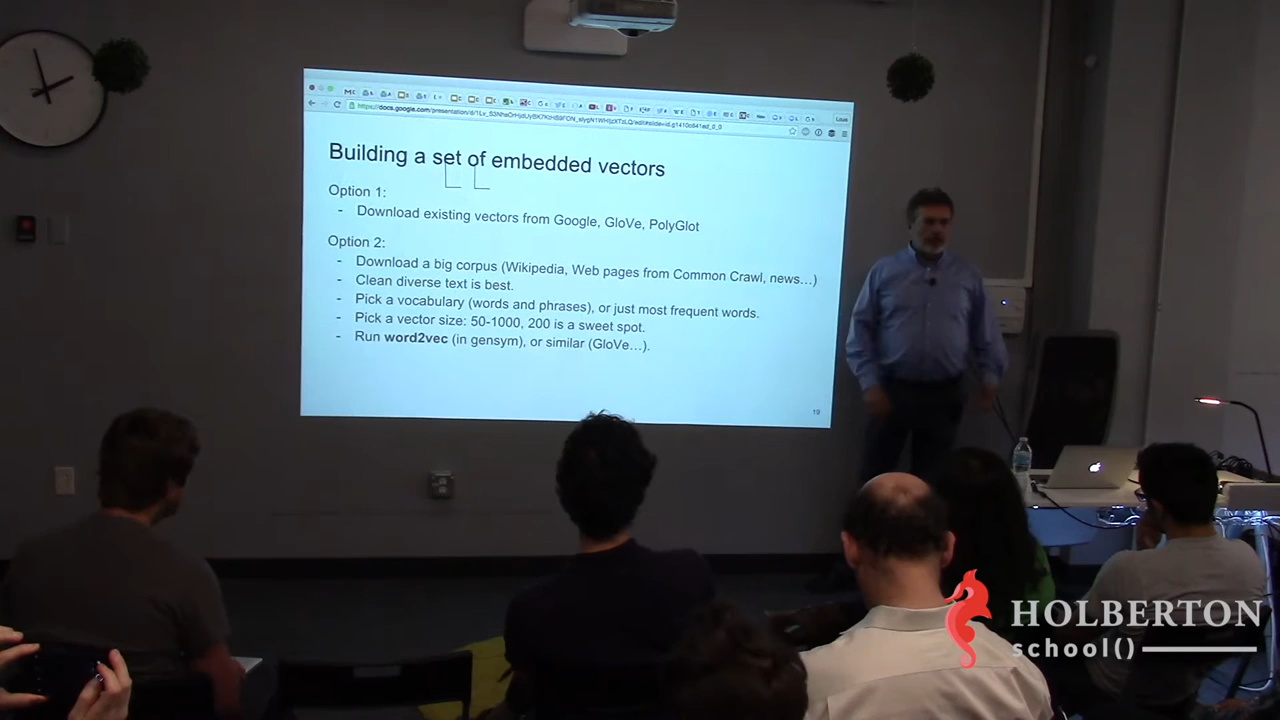 Building a set of embedded vectors
Option 1:
- Download existing vectors from Google, GloVe, PolyGlot
Option 2:
- Download a big corpus (Wikipedia, Web pages from Common Crawl, news…)
- Clean diverse text is best.
- Pick a vocabulary (words and phrases), or just most frequent words.
- Pick a vector size: 50-1000, 200 is a sweet spot.
- Run word2vec (in gensym), or similar (GloVe…).
19
HOLBERTON
school()